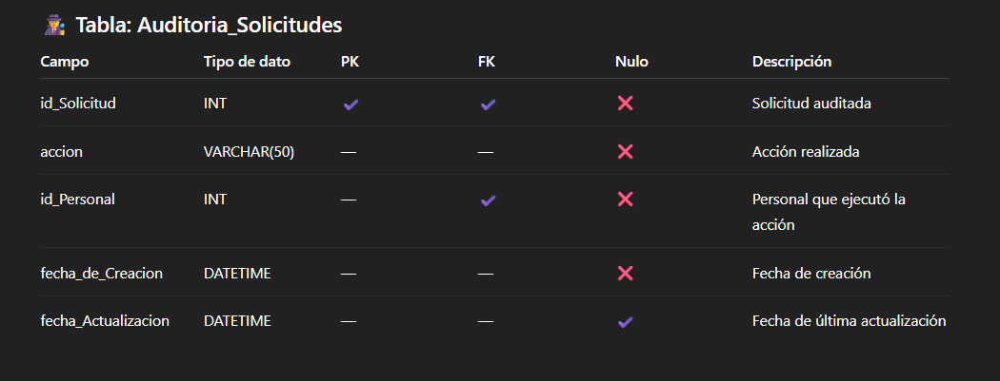 Tabla: Auditoria_Solicitudes
Campo Tipo de dato PK FK Nulo Descripción
id_Solicitud INT ✔ ✔ ❌ Solicitud auditada
accion VARCHAR(50) — — ❌ Acción realizada
id_Personal INT — ✔ ❌ Personal que ejecutó la
acción
fecha_de_Creacion DATETIME — — ❌ Fecha de creación
fecha_Actualizacion DATETIME — — ✔ Fecha de última actualización